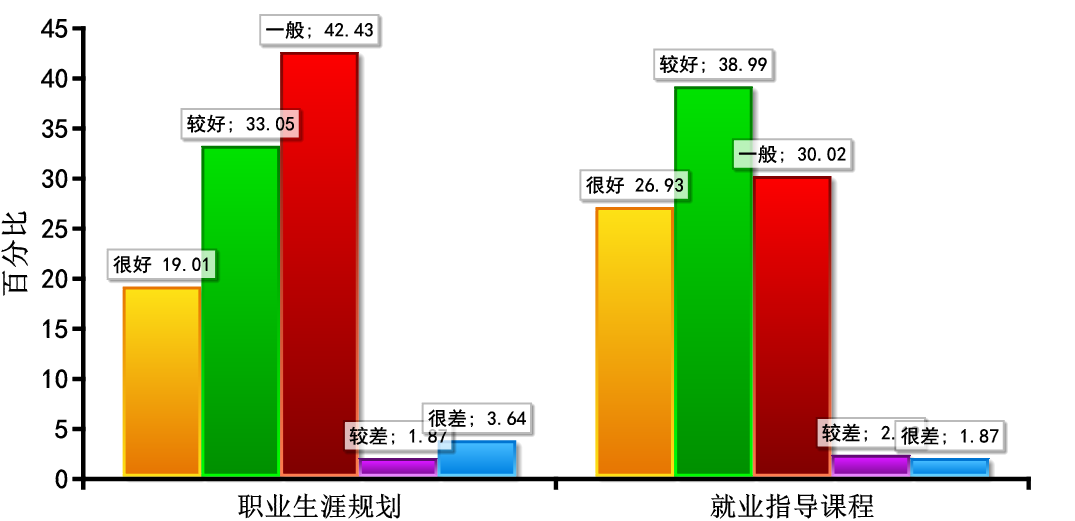 百分比
45
40
35
30
25
20
15
10
5
0
很好 19.01
较好; 33.05
一般; 42.43
较差; 1.87
很差; 3.64
很好 26.93
较好; 38.99
一般; 30.02
较差; 2.
很差; 1.87
职业生涯规划
就业指导课程